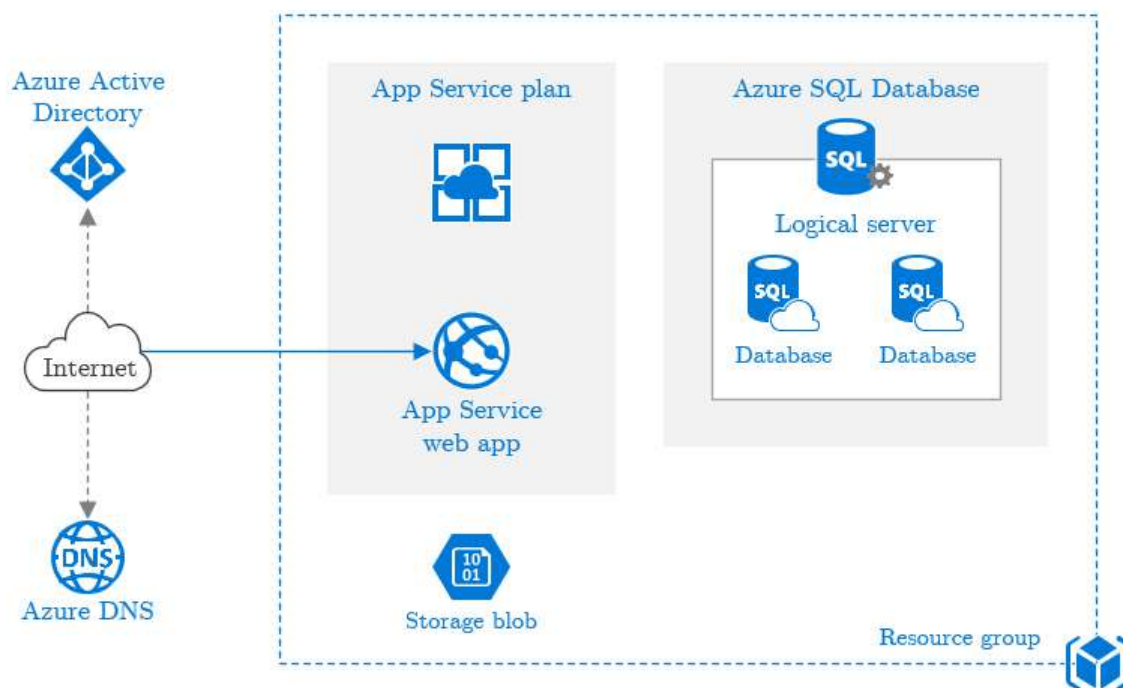 Azure Active
Directory
Internet
DNS
Azure DNS
App Service plan
App Service
web app
10
01
Storage blob
Azure SQL Database
SQL
Logical server
SQL
Database
SQL
Database
Resource group